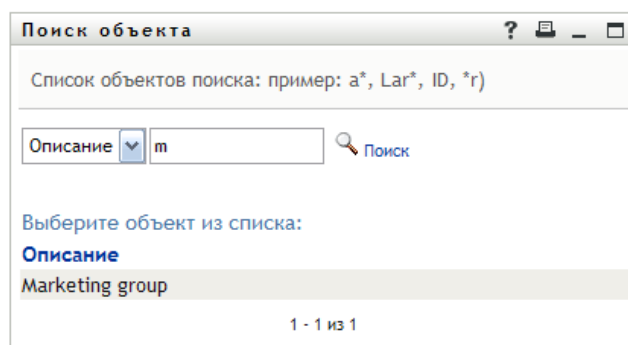 Поиск объекта ?
Список объектов поиска: пример: a*, Lar*, ID, *r)
Описание m Поиск
Выберите объект из списка:
Описание
Marketing group
1 - 1 из 1